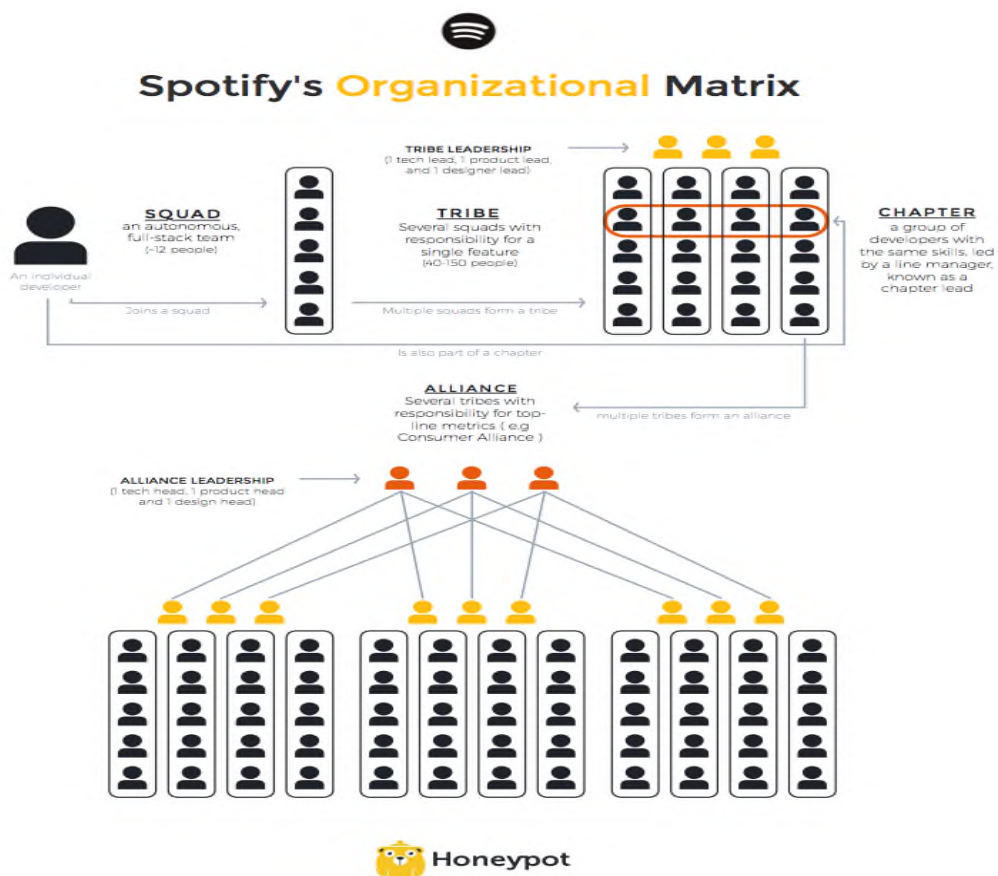 Spotify's Organizational Matrix
TRIBE LEADERSHIP
(1 tech lead, 1 product lead,
and 1 designer lead)
SQUAD
an autonomous,
full-stack team
(~12 people)
TRIBE
Several squads with
responsibility for a
single feature
(40-150 people)
CHAPTER
a group of
developers with
the same skills, led
by a line manager,
known as a
chapter lead
An individual
developer
Joins a squad
Multiple squads form a tribe
Is also part of a chapter
ALLIANCE
Several tribes with
responsibility for top-
line metrics ( e.g
Consumer Alliance )
multiple tribes form an alliance
ALLIANCE LEADERSHIP
(1 tech head, 1 product head
and 1 design head)
Honeypot